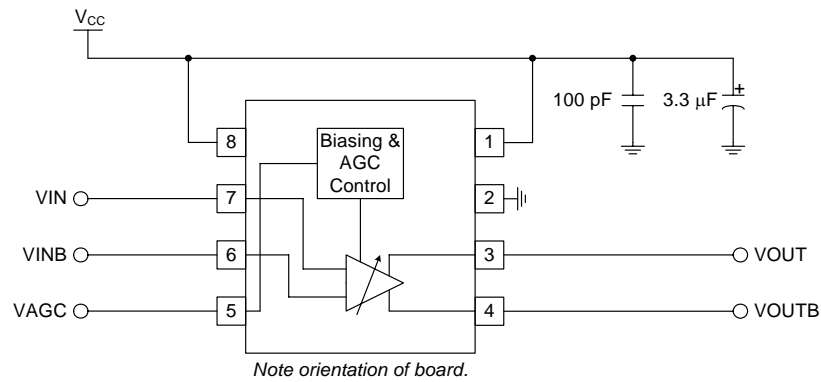 VCC
100 pF
3.3 μF
+
8
Biasing &
AGC
Control
1
VIN
7
2
VINB
6
3
VOUT
VAGC
5
4
VOUTB
Note orientation of board.